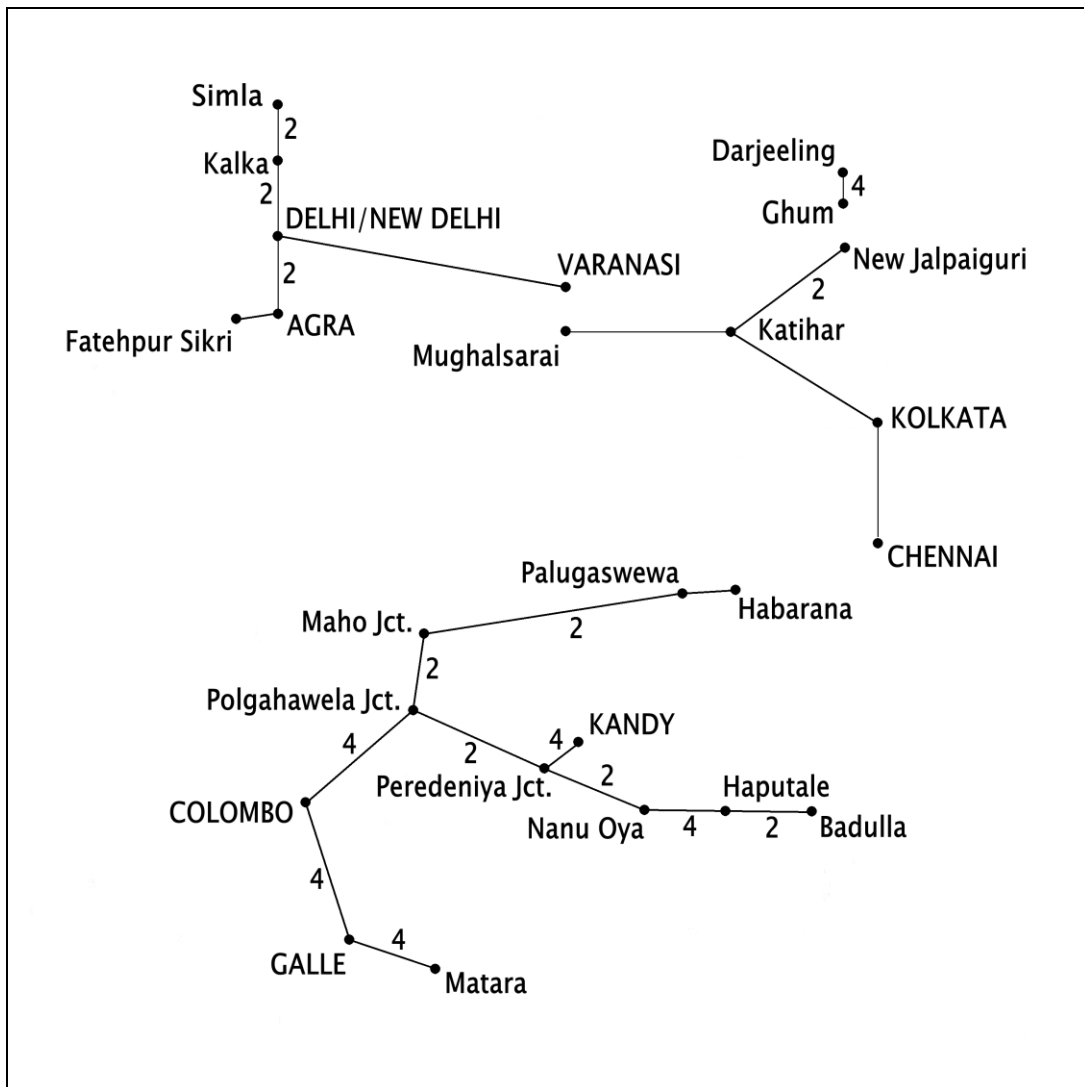 Simla
2
Kalka
2
DELHI/NEW DELHI
2
Fatehpur Sikri
AGRA
VARANASI
Mughalsarai
Darjeeling
4
Ghum
New Jalpaiguri
2
Katihar
KOLKATA
CHENNAI
Palugaswewa
Habarana
Maho Jct.
2
2
Polgahawela Jct.
4
2
4
KANDY
Peredeniya Jct.
2
COLOMBO
Nanu Oya
4
Haputale
2
Badulla
4
GALLE
4
Matara